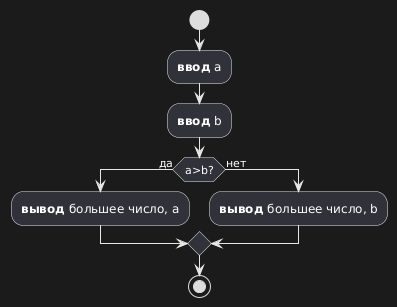 ввод a
ввод b
да
a>b?
нет
вывод большее число, a
вывод большее число, b